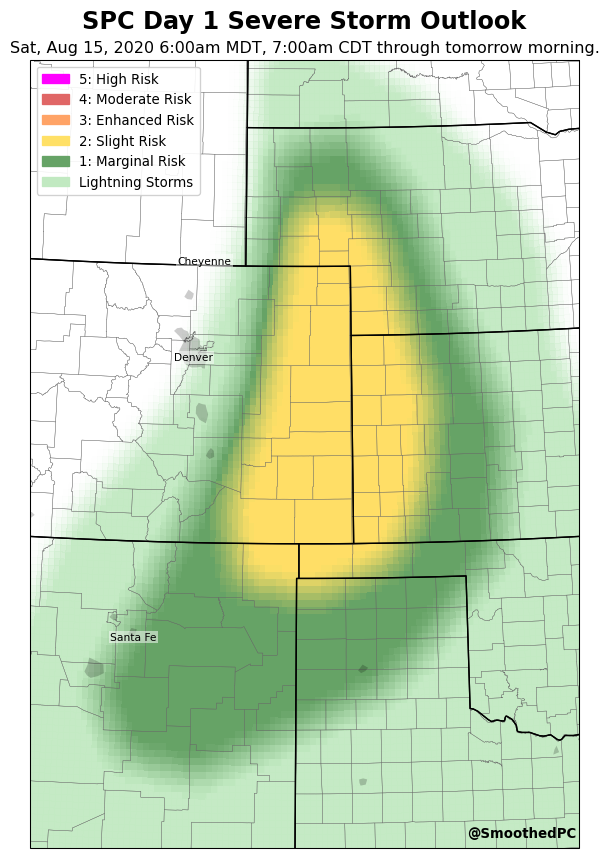 SPC Day 1 Severe Storm Outlook
Sat, Aug 15, 2020 6:00am MDT, 7:00am CDT through tomorrow morning.
5: High Risk
4: Moderate Risk
3: Enhanced Risk
2: Slight Risk
1: Marginal Risk
Lightning Storms
Cheyenne
Denver
Santa Fe
@SmoothedPC